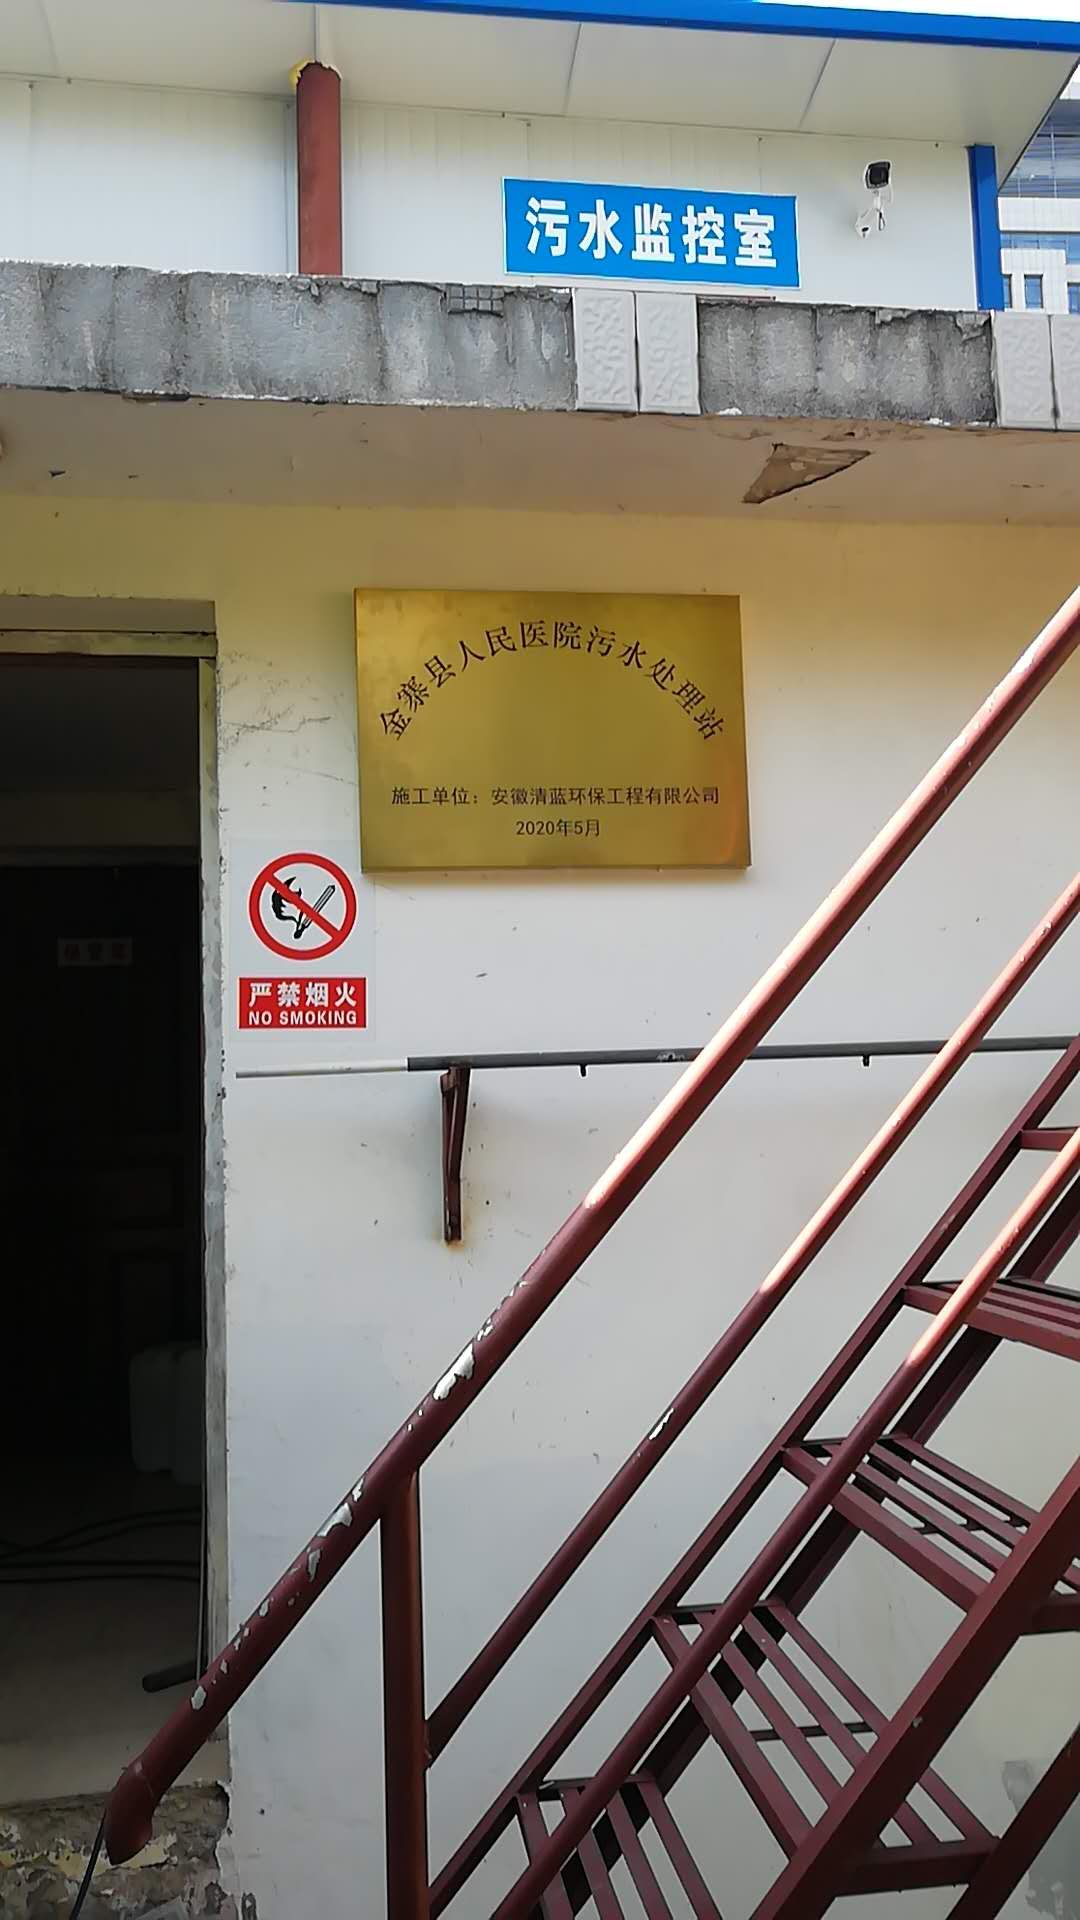 污水监控室
金寨县人民医院污水处理站
施工单位：安徽清蓝环保工程有限公司
2020年5月
严禁烟火
NO SMOKING